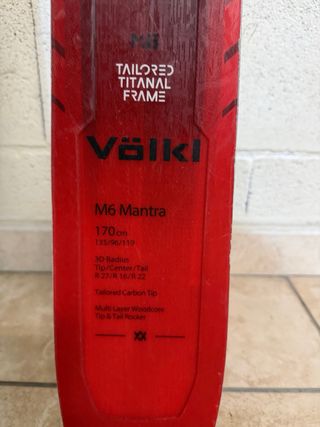 M6
TAILORED
TITANAL
FRAME
Völkl
M6 Mantra
170cm
135/96/119
3D Radius
Tip/Center/Tail
R 27/R 16/R 22
Tailored Carbon Tip
Multi Layer Woodcore
Tip & Tail Rocker